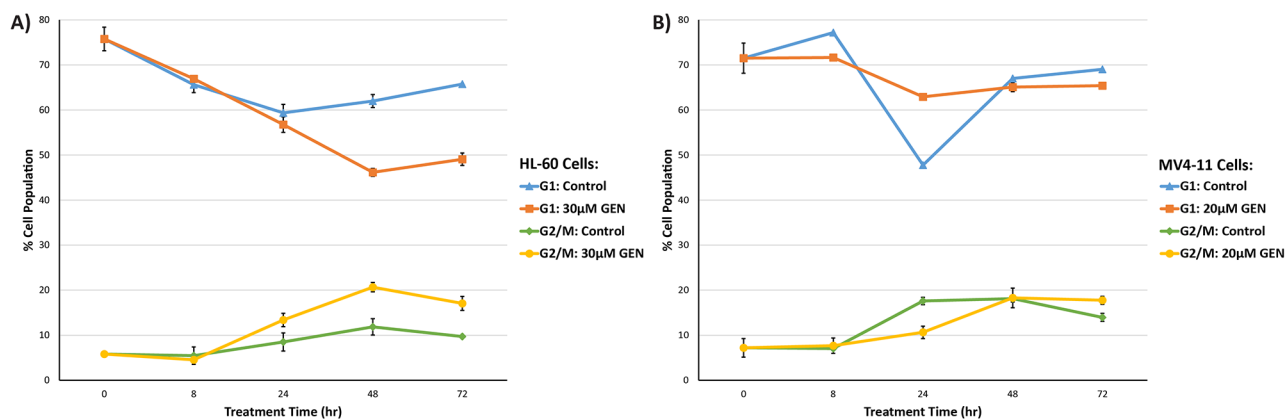 A)
80
70
60
50
40
30
20
10
0
% Cell Population
0 8 24 48 72
Treatment Time (hr)
HL-60 Cells:
G1: Control
G1: 30µM GEN
G2/M: Control
G2/M: 30µM GEN
B)
80
70
60
50
40
30
20
10
0
% Cell Population
0 8 24 48 72
Treatment Time (hr)
MV4-11 Cells:
G1: Control
G1: 20µM GEN
G2/M: Control
G2/M: 20µM GEN